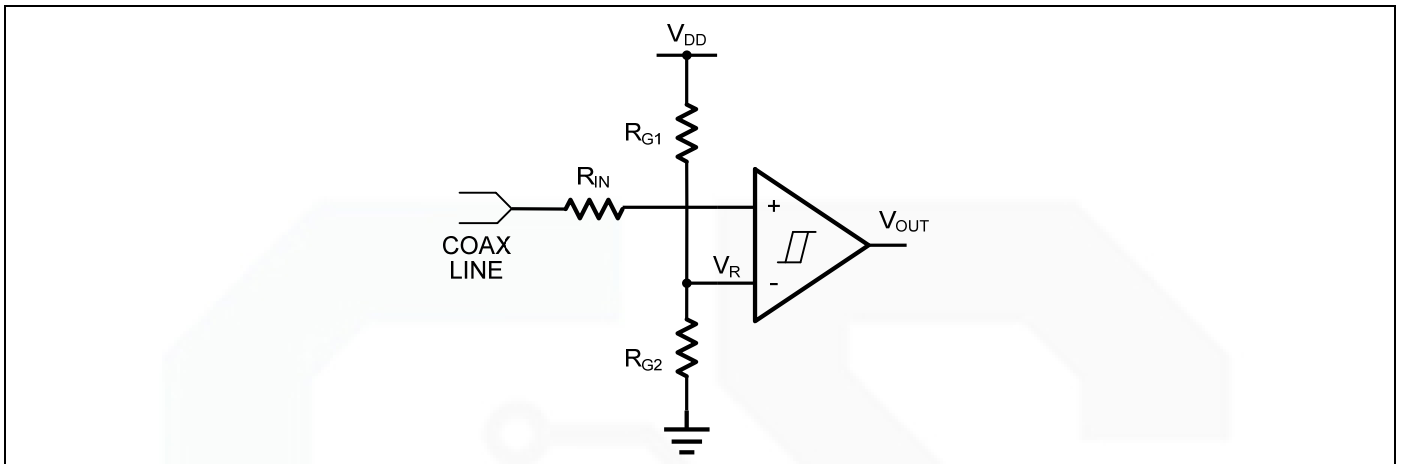 VDD
RG1
RIN
+
VOUT
COAX
LINE
VR
-
RG2